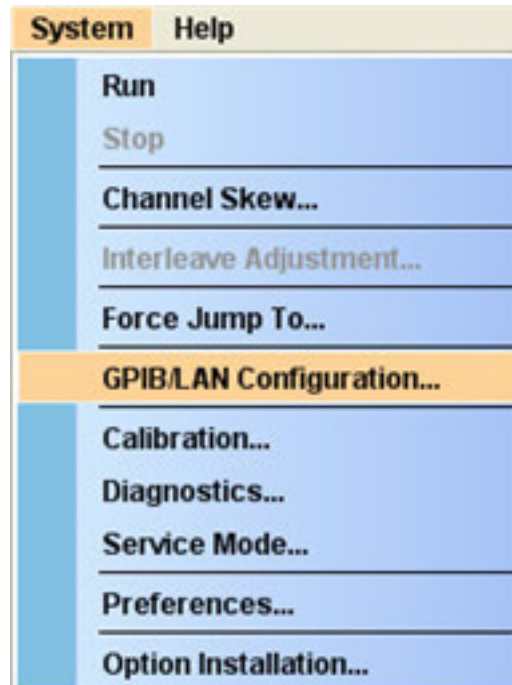 System Help
Run
Stop
Channel Skew...
Interleave Adjustment...
Force Jump To...
GPIB/LAN Configuration...
Calibration...
Diagnostics...
Service Mode...
Preferences...
Option Installation...